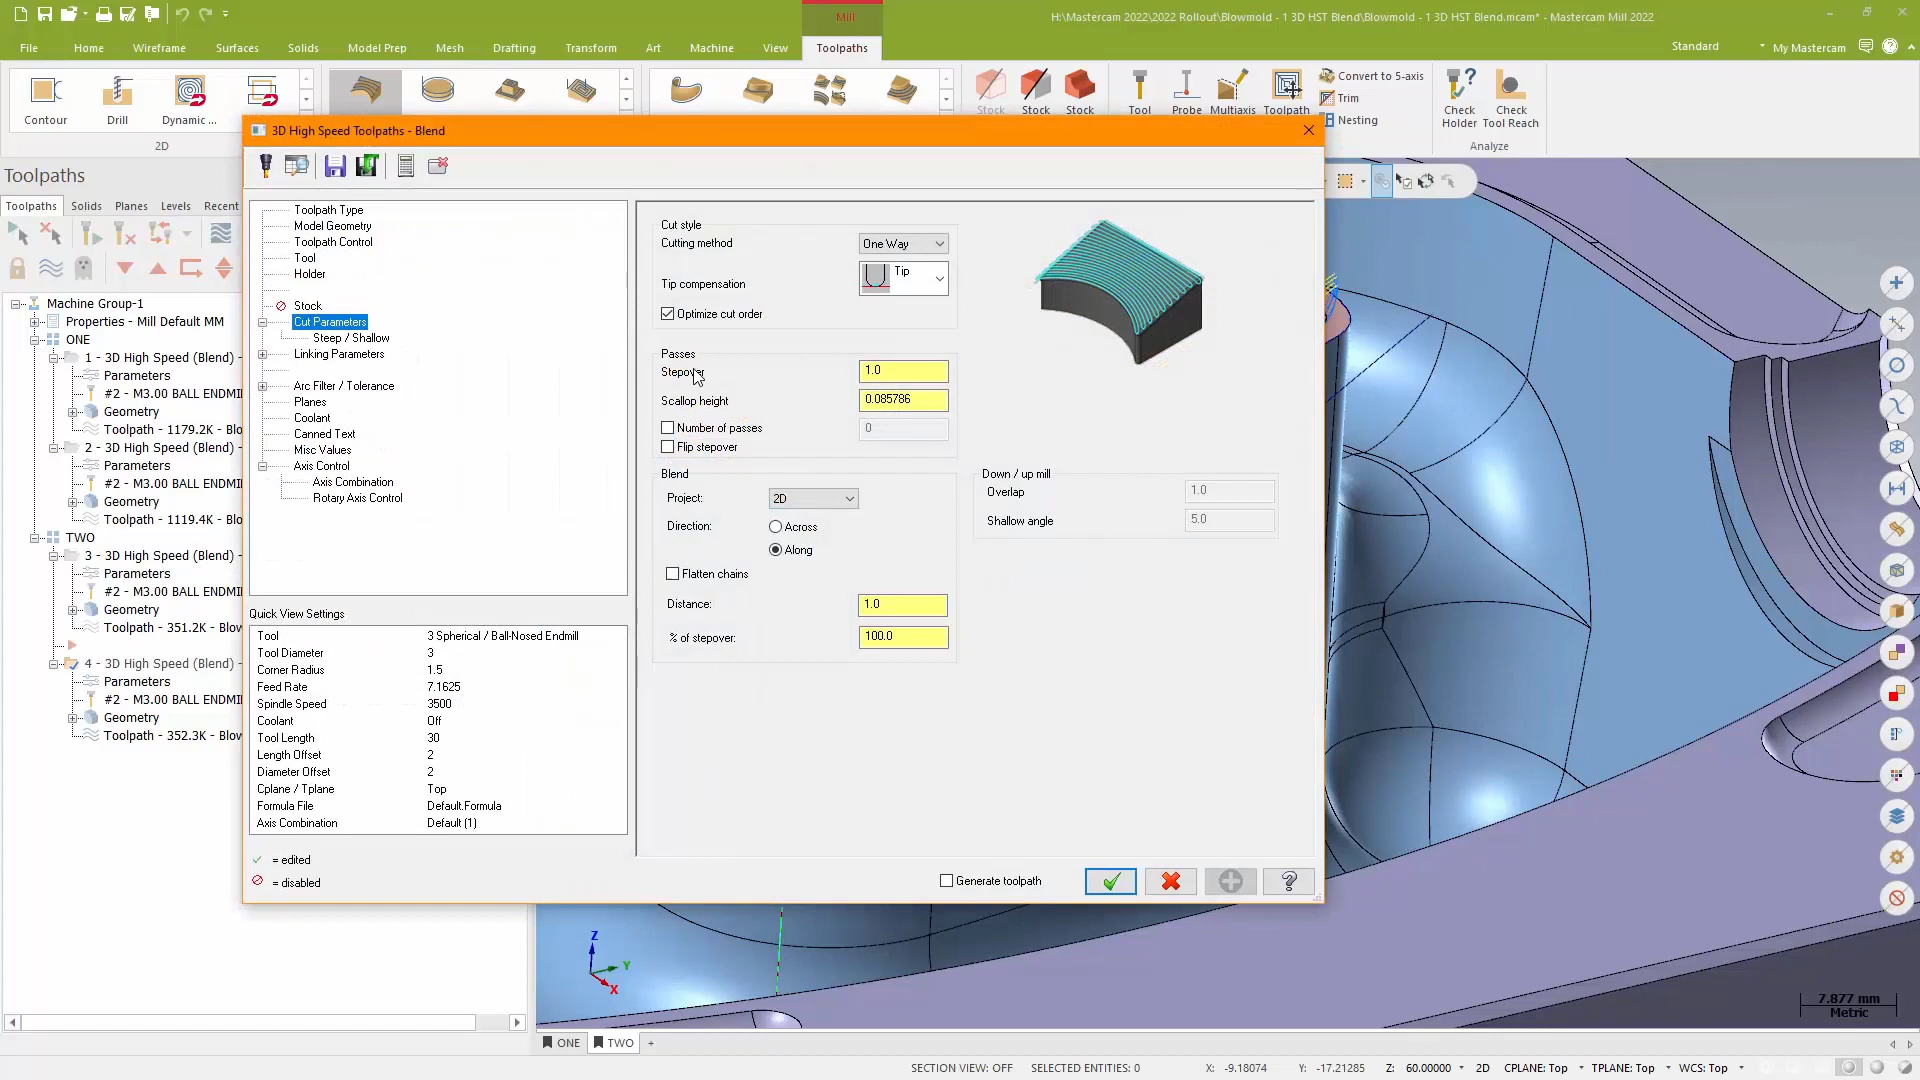 Mill
H:\Mastercam 2022\2022 Rollout\Blowmold - 1 3D HST Blend\Blowmold - 1 3D HST Blend.mcam* - Mastercam Mill 2022
File
Home
Wireframe
Surfaces
Solids
Model Prep
Mesh
Drafting
Transform
Art
Machine
View
Toolpaths
Standard
My Mastercam
Contour
Drill
Dynamic ...
2D
Stock
Stock
Stock
Tool
Probe
Multiaxis
Toolpath
Convert to 5-axis
Trim
Nesting
Check
Holder
Check
Tool Reach
Analyze
Toolpaths
Toolpaths
Solids
Planes
Levels
Recent
Machine Group-1
Properties - Mill Default MM
ONE
1 - 3D High Speed (Blend) -
Parameters
#2 - M3.00 BALL ENDMI
Geometry
Toolpath - 1179.2K - Blo
2 - 3D High Speed (Blend) -
Parameters
#2 - M3.00 BALL ENDMI
Geometry
Toolpath - 1119.4K - Blo
TWO
3 - 3D High Speed (Blend) -
Parameters
#2 - M3.00 BALL ENDMI
Geometry
Toolpath - 351.2K - Blow
4 - 3D High Speed (Blend) -
Parameters
#2 - M3.00 BALL ENDMI
Geometry
Toolpath - 352.3K - Blow
3D High Speed Toolpaths - Blend
Toolpath Type
Model Geometry
Toolpath Control
Tool
Holder
Stock
Cut Parameters
Steep / Shallow
Linking Parameters
Arc Filter / Tolerance
Planes
Coolant
Canned Text
Misc Values
Axis Control
Axis Combination
Rotary Axis Control
Quick View Settings
Tool 3 Spherical / Ball-Nosed Endmill
Tool Diameter 3
Corner Radius 1.5
Feed Rate 7.1625
Spindle Speed 3500
Coolant Off
Tool Length 30
Length Offset 2
Diameter Offset 2
Cplane / Tplane Top
Formula File Default.Formula
Axis Combination Default (1)
= edited
= disabled
Cut style
Cutting method One Way
Tip compensation Tip
Optimize cut order
Passes
Stepover 1.0
Scallop height 0.085786
Number of passes 0
Flip stepover
Blend
Project: 2D
Direction: Across
Along
Flatten chains
Distance: 1.0
% of stepover: 100.0
Down / up mill
Overlap 1.0
Shallow angle 5.0
Generate toolpath
Z
Y
X
7.877 mm
Metric
ONE
TWO
+
SECTION VIEW: OFF
SELECTED ENTITIES: 0
X: -9.18074
Y: -17.21285
Z: 60.00000
2D
CPLANE: Top
TPLANE: Top
WCS: Top